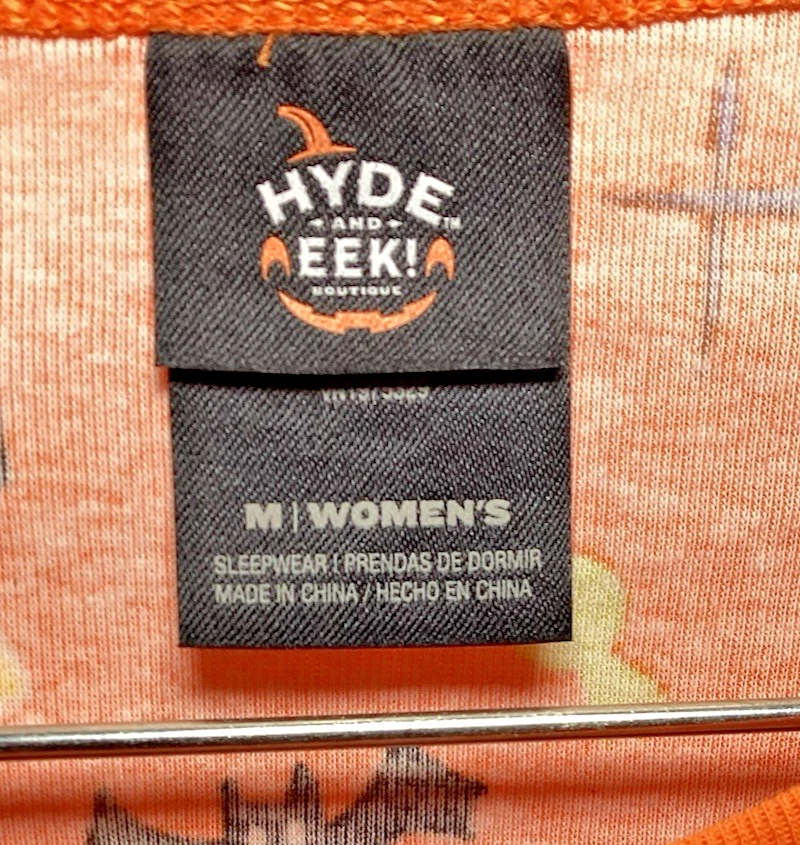 HYDE
AND
EEK!
BOUTIQUE
M | WOMEN'S
SLEEPWEAR | PRENDAS DE DORMIR
MADE IN CHINA / HECHO EN CHINA